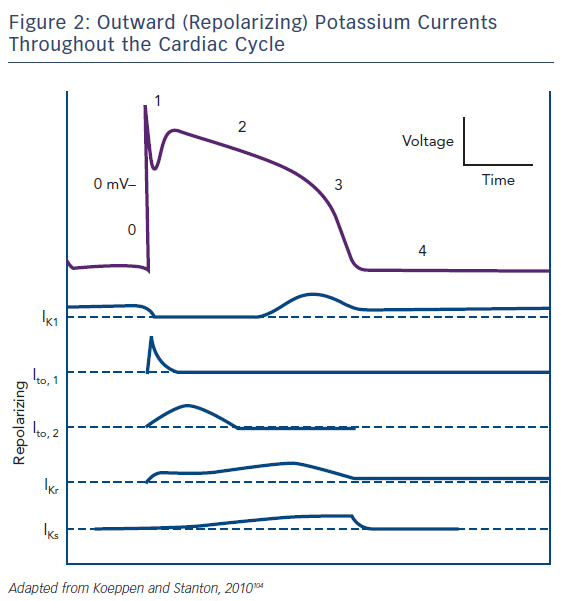 Figure 2: Outward (Repolarizing) Potassium Currents
Throughout the Cardiac Cycle
1
2
Voltage
Time
0 mV–
3
0
4
IK1
Ito, 1
Repolarizing
Ito, 2
IKr
IKs
Adapted from Koeppen and Stanton, 2010104